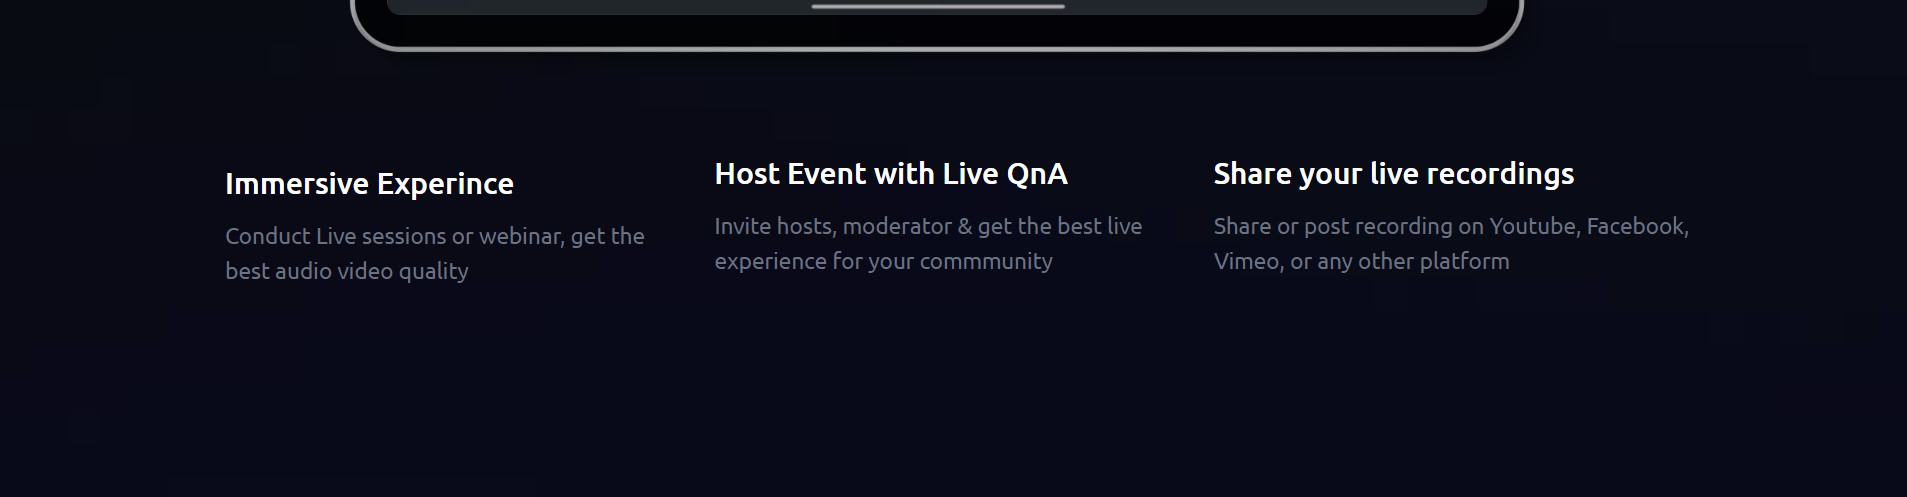 Immersive Experince
Conduct Live sessions or webinar, get the
best audio video quality
Host Event with Live QnA
Invite hosts, moderator & get the best live
experience for your commmunity
Share your live recordings
Share or post recording on Youtube, Facebook,
Vimeo, or any other platform